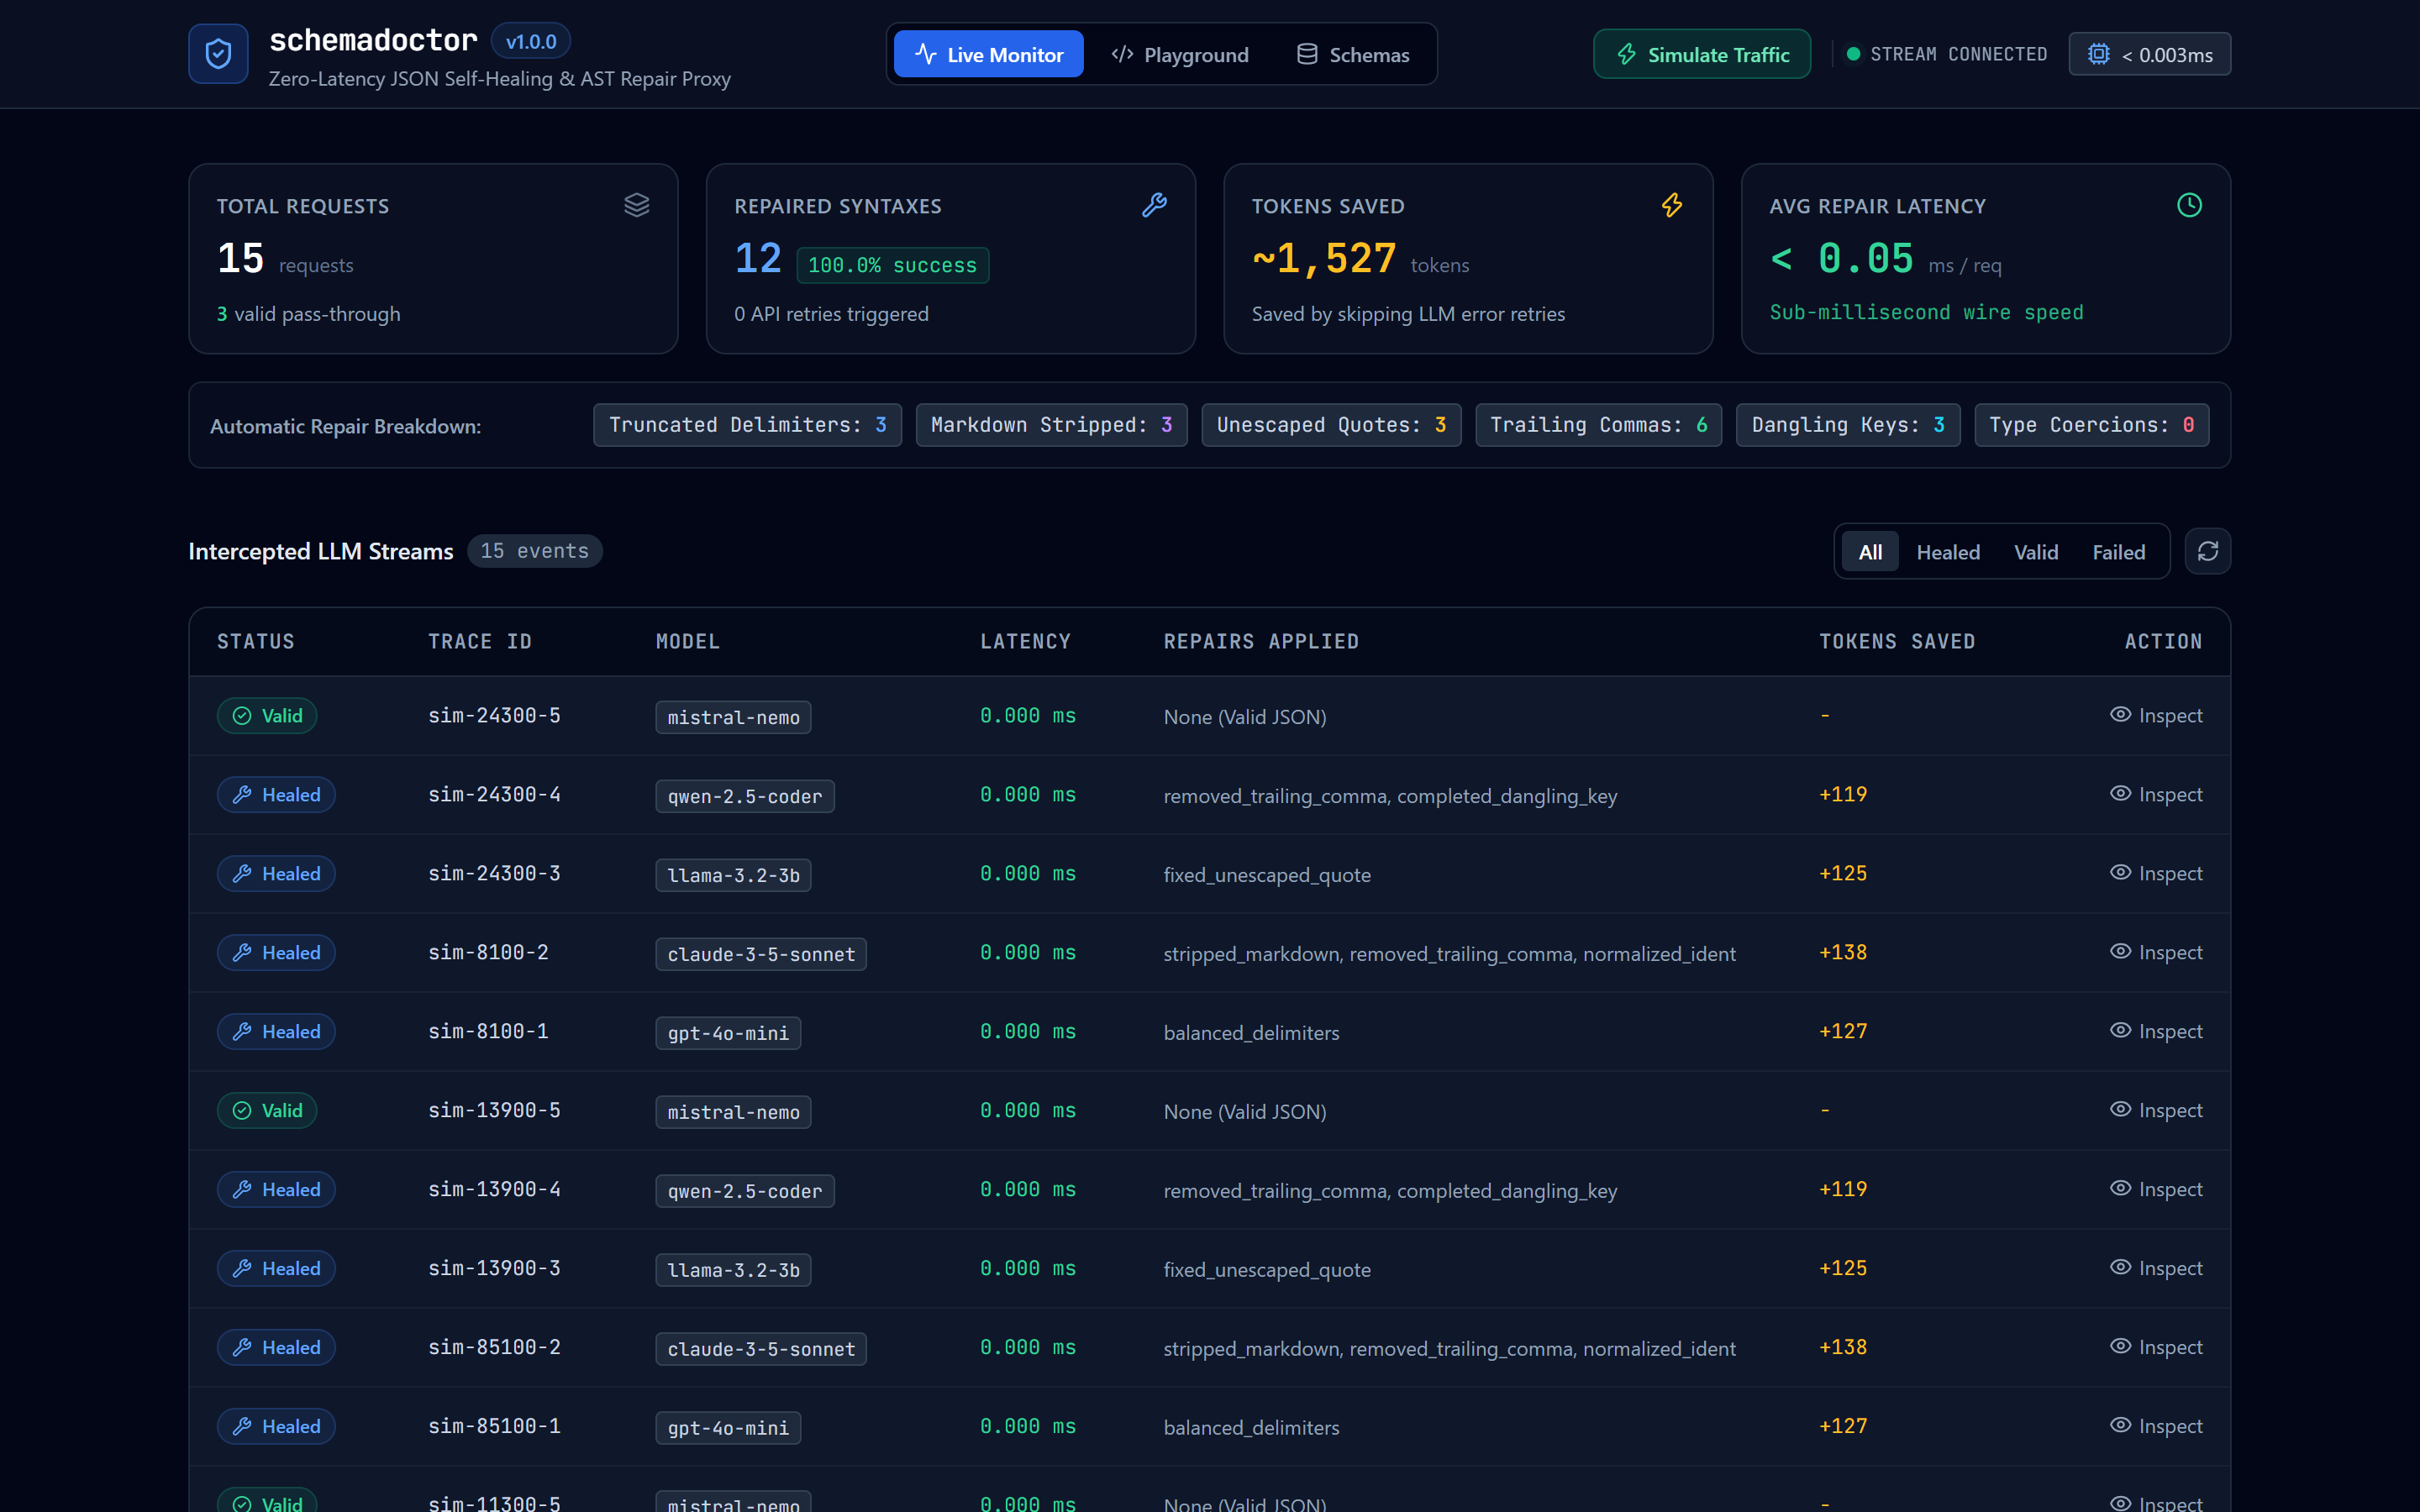 schemadoctor v1.0.0
Zero-Latency JSON Self-Healing & AST Repair Proxy
Live Monitor Playground Schemas
Simulate Traffic STREAM CONNECTED < 0.003ms
TOTAL REQUESTS
15 requests
3 valid pass-through
REPAIRED SYNTAXES
12 100.0% success
0 API retries triggered
TOKENS SAVED
~1,527 tokens
Saved by skipping LLM error retries
AVG REPAIR LATENCY
< 0.05 ms / req
Sub-millisecond wire speed
Automatic Repair Breakdown: Truncated Delimiters: 3 Markdown Stripped: 3 Unescaped Quotes: 3 Trailing Commas: 6 Dangling Keys: 3 Type Coercions: 0
Intercepted LLM Streams 15 events All Healed Valid Failed
STATUS TRACE ID MODEL LATENCY REPAIRS APPLIED TOKENS SAVED ACTION
Valid sim-24300-5 mistral-nemo 0.000 ms None (Valid JSON) - Inspect
Healed sim-24300-4 qwen-2.5-coder 0.000 ms removed_trailing_comma, completed_dangling_key +119 Inspect
Healed sim-24300-3 llama-3.2-3b 0.000 ms fixed_unescaped_quote +125 Inspect
Healed sim-8100-2 claude-3-5-sonnet 0.000 ms stripped_markdown, removed_trailing_comma, normalized_ident +138 Inspect
Healed sim-8100-1 gpt-4o-mini 0.000 ms balanced_delimiters +127 Inspect
Valid sim-13900-5 mistral-nemo 0.000 ms None (Valid JSON) - Inspect
Healed sim-13900-4 qwen-2.5-coder 0.000 ms removed_trailing_comma, completed_dangling_key +119 Inspect
Healed sim-13900-3 llama-3.2-3b 0.000 ms fixed_unescaped_quote +125 Inspect
Healed sim-85100-2 claude-3-5-sonnet 0.000 ms stripped_markdown, removed_trailing_comma, normalized_ident +138 Inspect
Healed sim-85100-1 gpt-4o-mini 0.000 ms balanced_delimiters +127 Inspect
Valid sim-11300-5 mistral-nemo 0.000 ms None (Valid JSON) - Inspect